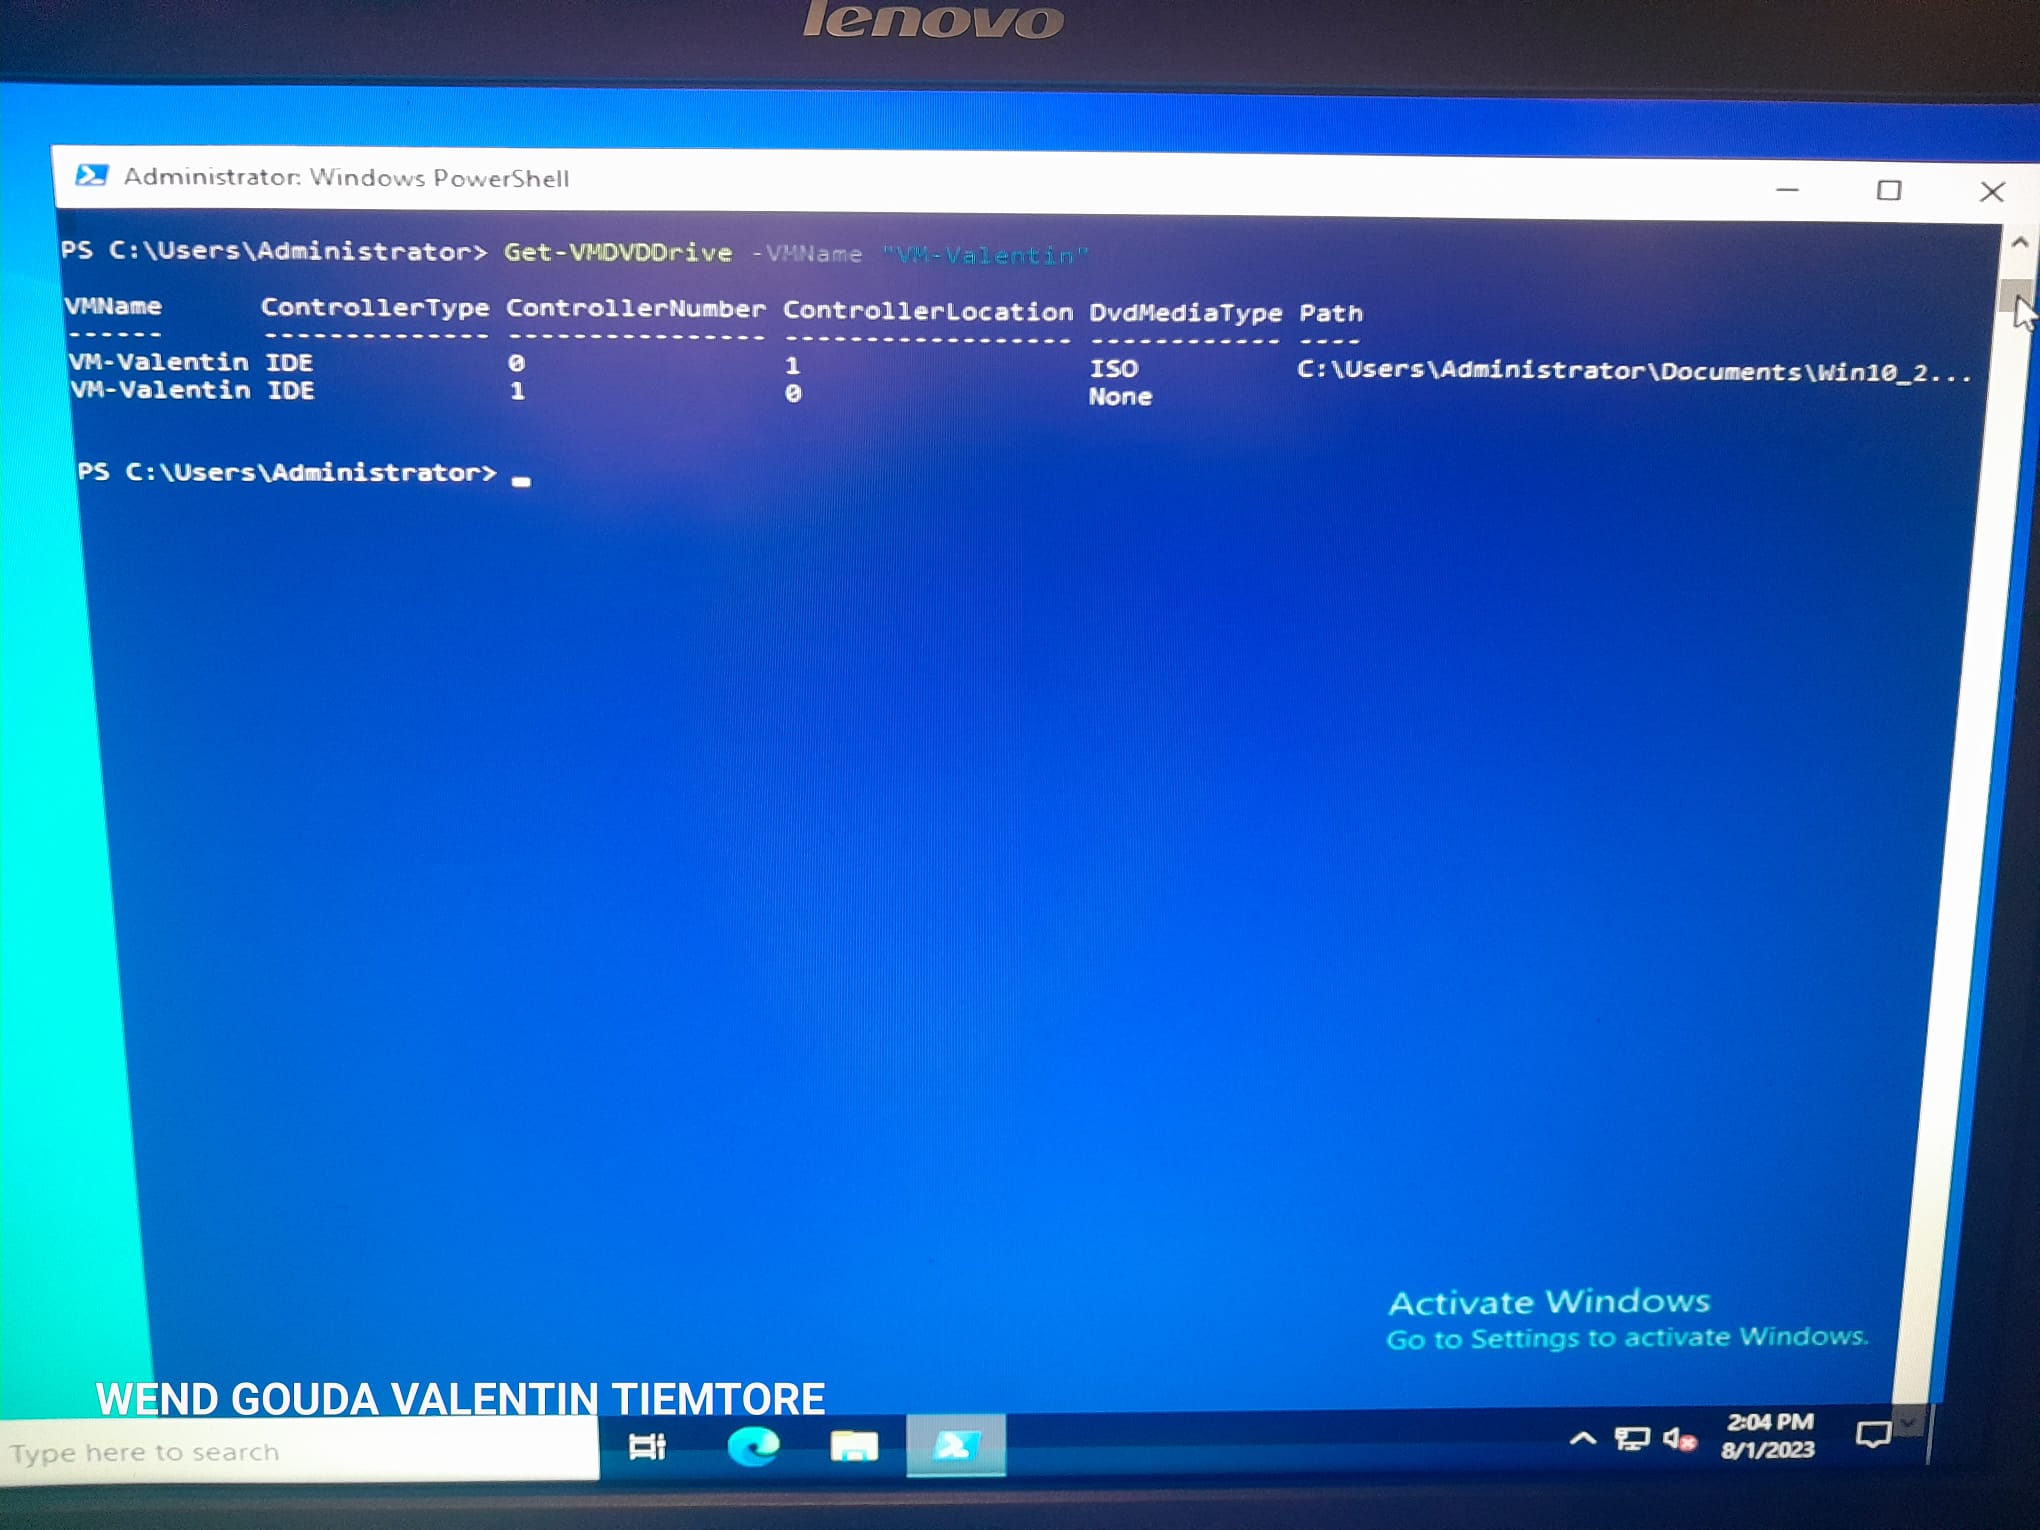 lenovo
Administrator: Windows PowerShell
PS C:\Users\Administrator> Get-VMDVDDrive -VMName "VM-Valentin"
VMName ControllerType ControllerNumber ControllerLocation DvdMediaType Path
------ -------------- ---------------- ------------------ ------------ ----
VM-Valentin IDE 0 1 ISO C:\Users\Administrator\Documents\Win10_2...
VM-Valentin IDE 1 0 None
PS C:\Users\Administrator>
Activate Windows
Go to Settings to activate Windows.
WEND GOUDA VALENTIN TIEMTORE
Type here to search
2:04 PM
8/1/2023